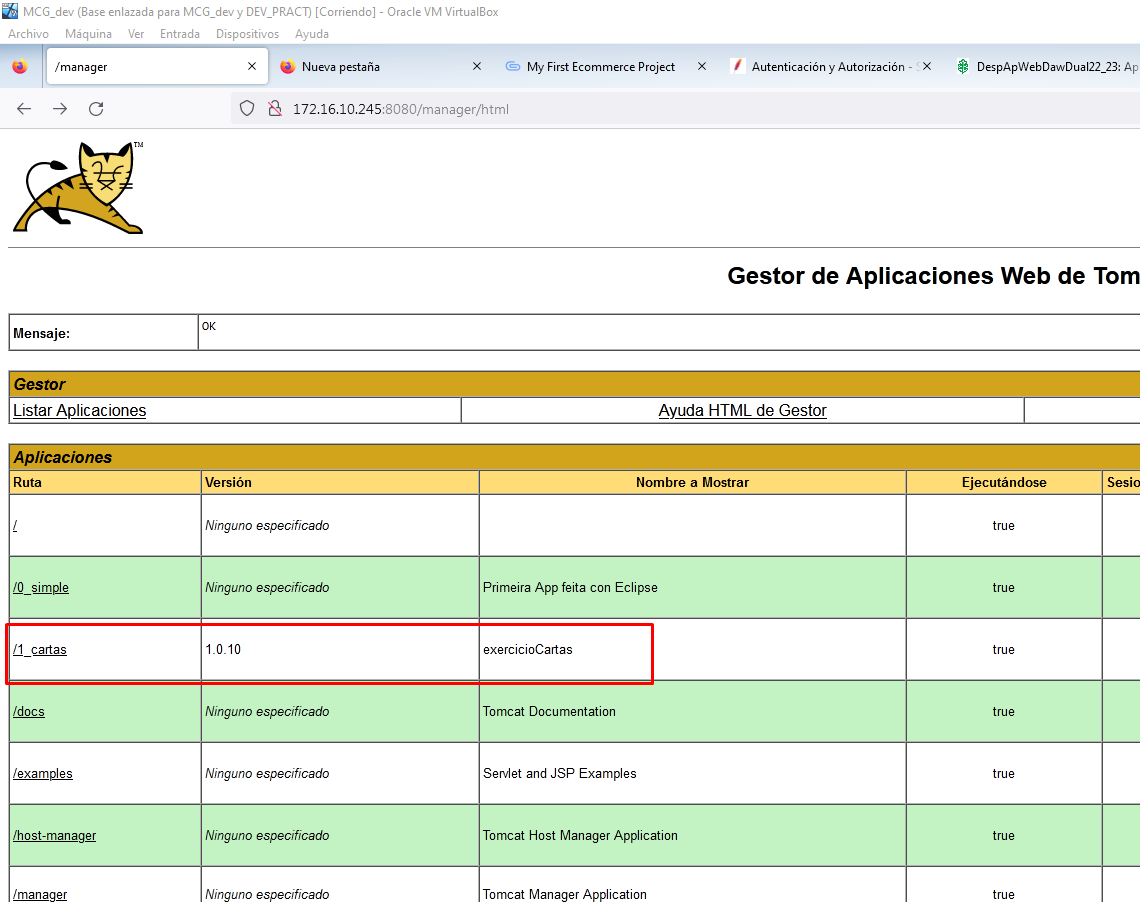 MCG_dev (Base enlazada para MCG_dev y DEV_PRACT) [Corriendo] - Oracle VM VirtualBox
Archivo Máquina Ver Entrada Dispositivos Ayuda
/manager Nueva pestaña My First Ecommerce Project Autenticación y Autorización - DespApWebDawDual22_23: Ap
172.16.10.245:8080/manager/html
TM
Gestor de Aplicaciones Web de Tom
Mensaje: OK
Gestor
Listar Aplicaciones Ayuda HTML de Gestor
Aplicaciones
Ruta Versión Nombre a Mostrar Ejecutándose Sesio
/ Ninguno especificado true
/0_simple Ninguno especificado Primeira App feita con Eclipse true
/1_cartas 1.0.10 exercicioCartas true
/docs Ninguno especificado Tomcat Documentation true
/examples Ninguno especificado Servlet and JSP Examples true
/host-manager Ninguno especificado Tomcat Host Manager Application true
/manager Ninguno especificado Tomcat Manager Application true